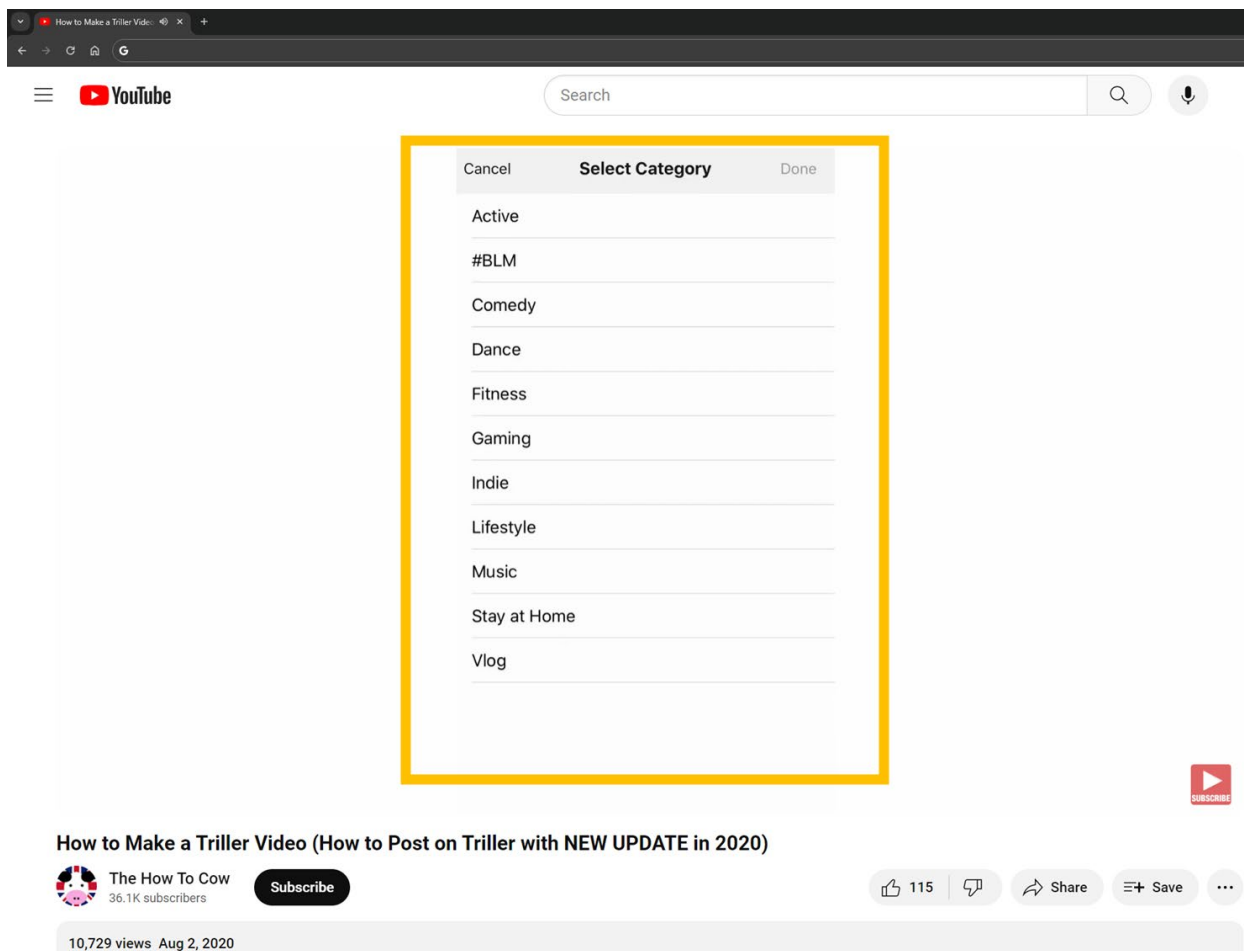 How to Make a Triller Video
G
YouTube
Search
Cancel Select Category Done
Active
#BLM
Comedy
Dance
Fitness
Gaming
Indie
Lifestyle
Music
Stay at Home
Vlog
SUBSCRIBE
How to Make a Triller Video (How to Post on Triller with NEW UPDATE in 2020)
The How To Cow
36.1K subscribers
Subscribe
115 Share Save
10,729 views Aug 2, 2020